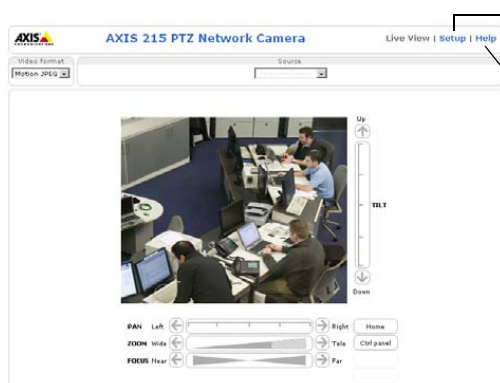 AXIS
COMMUNICATIONS
AXIS 215 PTZ Network Camera
Live View | Setup | Help
Video format
Source
Motion JPEG
Up
TILT
Down
PAN Left Right Home
ZOOM Wide Tele Ctrl panel
FOCUS Near Far